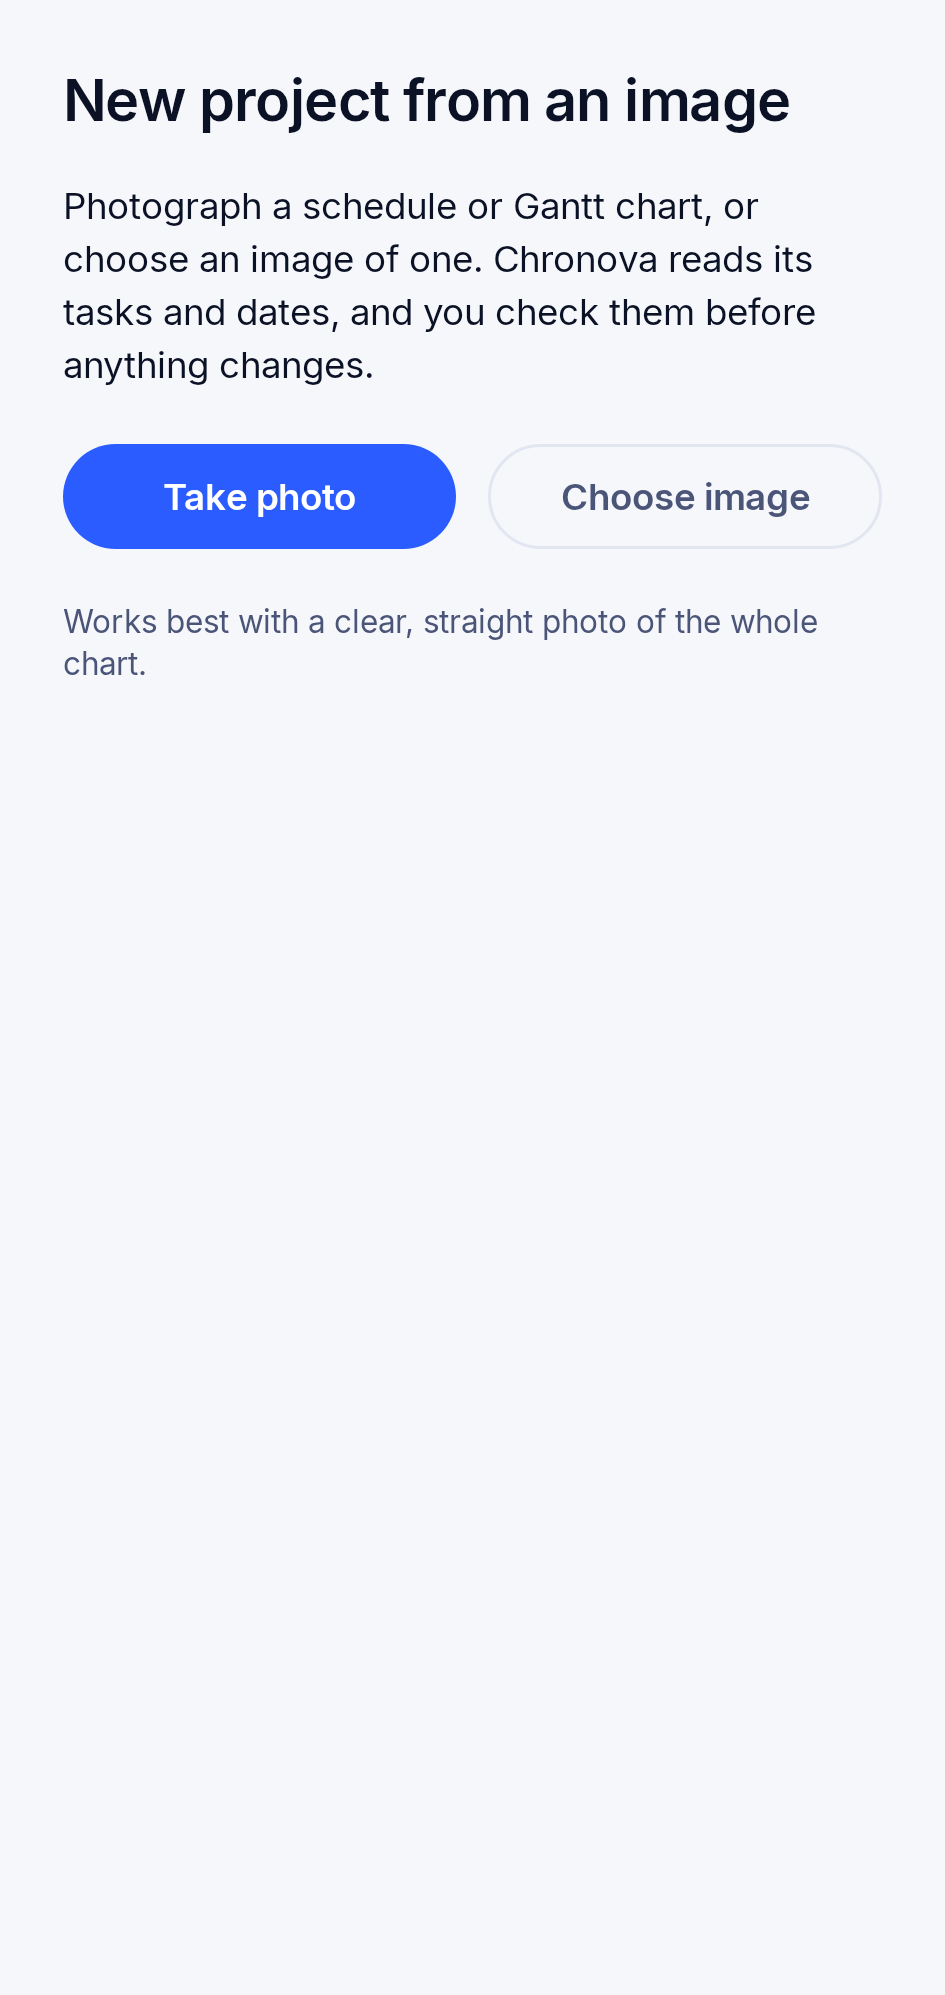 New project from an image
Photograph a schedule or Gantt chart, or
choose an image of one. Chronova reads its
tasks and dates, and you check them before
anything changes.
Take photo
Choose image
Works best with a clear, straight photo of the whole
chart.